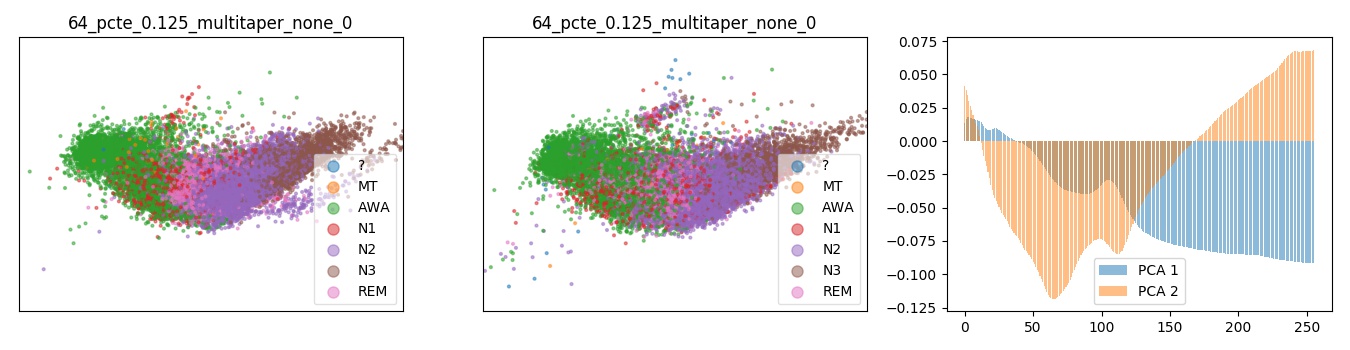 64_pcte_0.125_multitaper_none_0
?
MT
AWA
N1
N2
N3
REM
64_pcte_0.125_multitaper_none_0
?
MT
AWA
N1
N2
N3
REM
0.075
0.050
0.025
0.000
−0.025
−0.050
−0.075
−0.100
−0.125
PCA 1
PCA 2
0 50 100 150 200 250